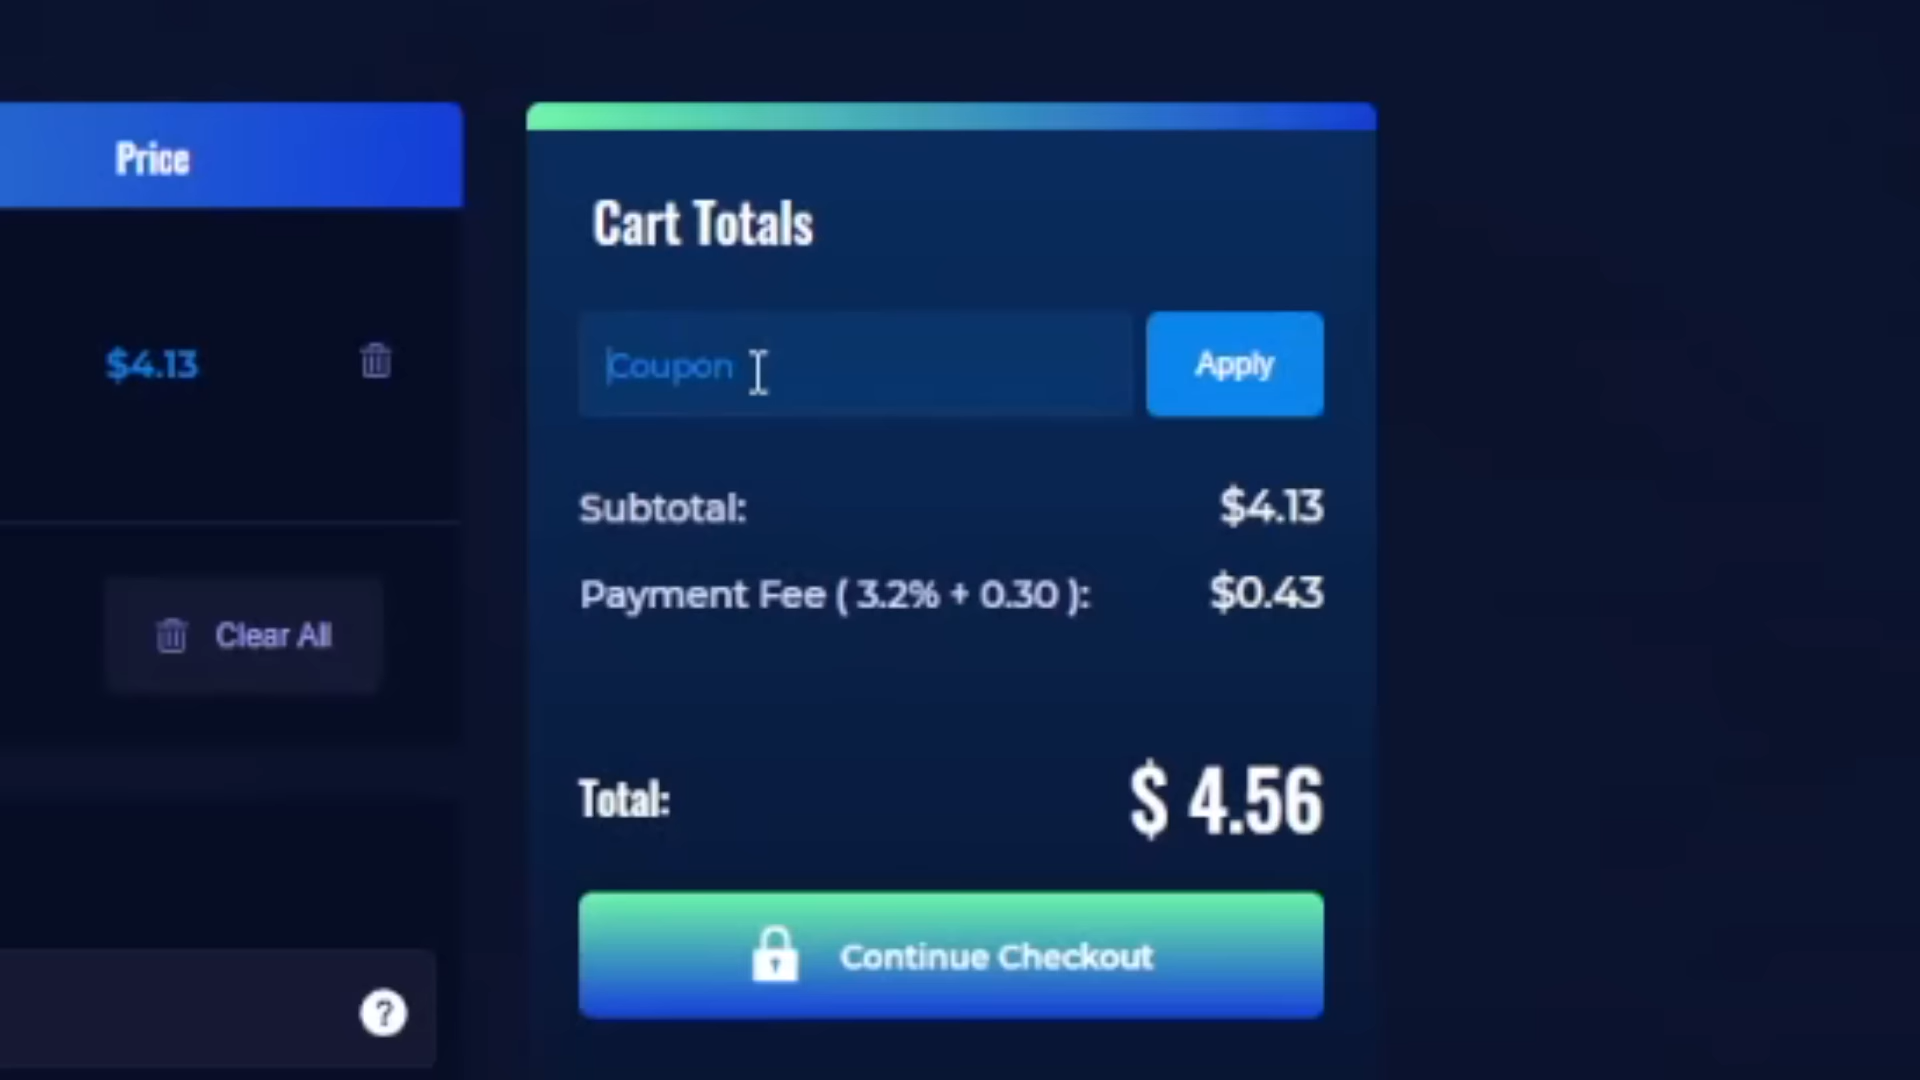 Price
Cart Totals
Coupon
Apply
$4.13
Subtotal:
$4.13
Payment Fee ( 3.2% + 0.30 ):
$0.43
Clear All
Total:
$ 4.56
Continue Checkout
?